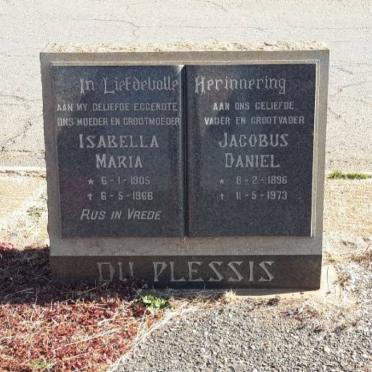 In Liefdevolle Herinnering
AAN MY GELIEFDE EGGENOTE
ONS MOEDER EN GROOTMOEDER
ISABELLA
MARIA
* 6-1-1905
† 6-5-1966
RUS IN VREDE
AAN ONS GELIEFDE
VADER EN GROOTVADER
JACOBUS
DANIEL
* 8-2-1896
† 11-5-1973
DU PLESSIS